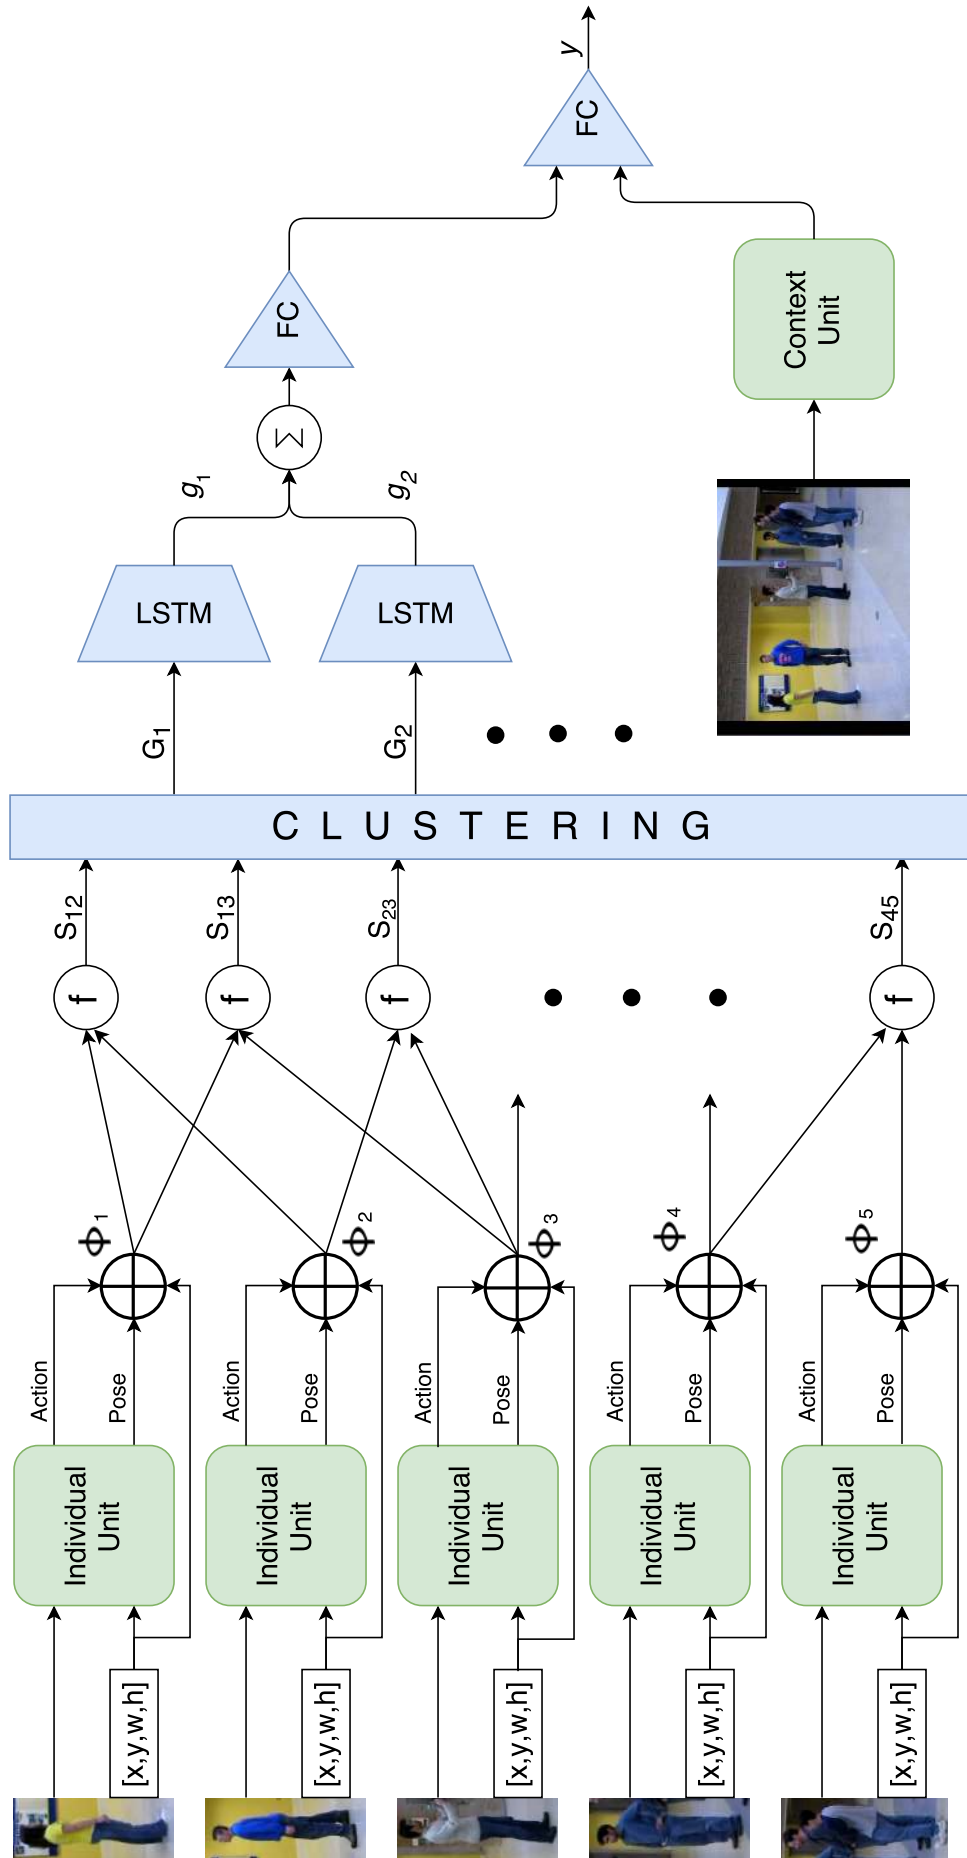 y
FC
FC
Context
Unit
Σ
g1
g2
LSTM
LSTM
G1
G2
C L U S T E R I N G
S12
S13
S23
S45
f
f
f
f
Φ1
Φ2
Φ3
Φ4
Φ5
Action
Pose
Action
Pose
Action
Pose
Action
Pose
Action
Pose
Individual
Unit
Individual
Unit
Individual
Unit
Individual
Unit
Individual
Unit
[x,y,w,h]
[x,y,w,h]
[x,y,w,h]
[x,y,w,h]
[x,y,w,h]